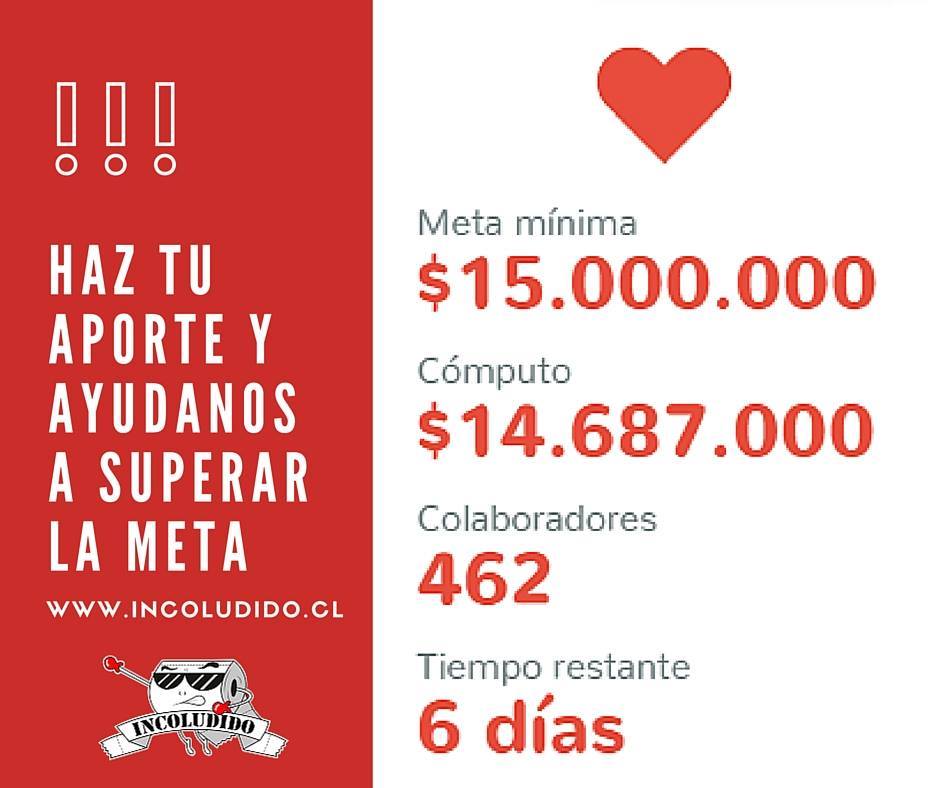 !!!
HAZ TU
APORTE Y
AYUDANOS
A SUPERAR
LA META
WWW.INCOLUDIDO.CL
INCOLUDIDO
Meta mínima
$15.000.000
Cómputo
$14.687.000
Colaboradores
462
Tiempo restante
6 días